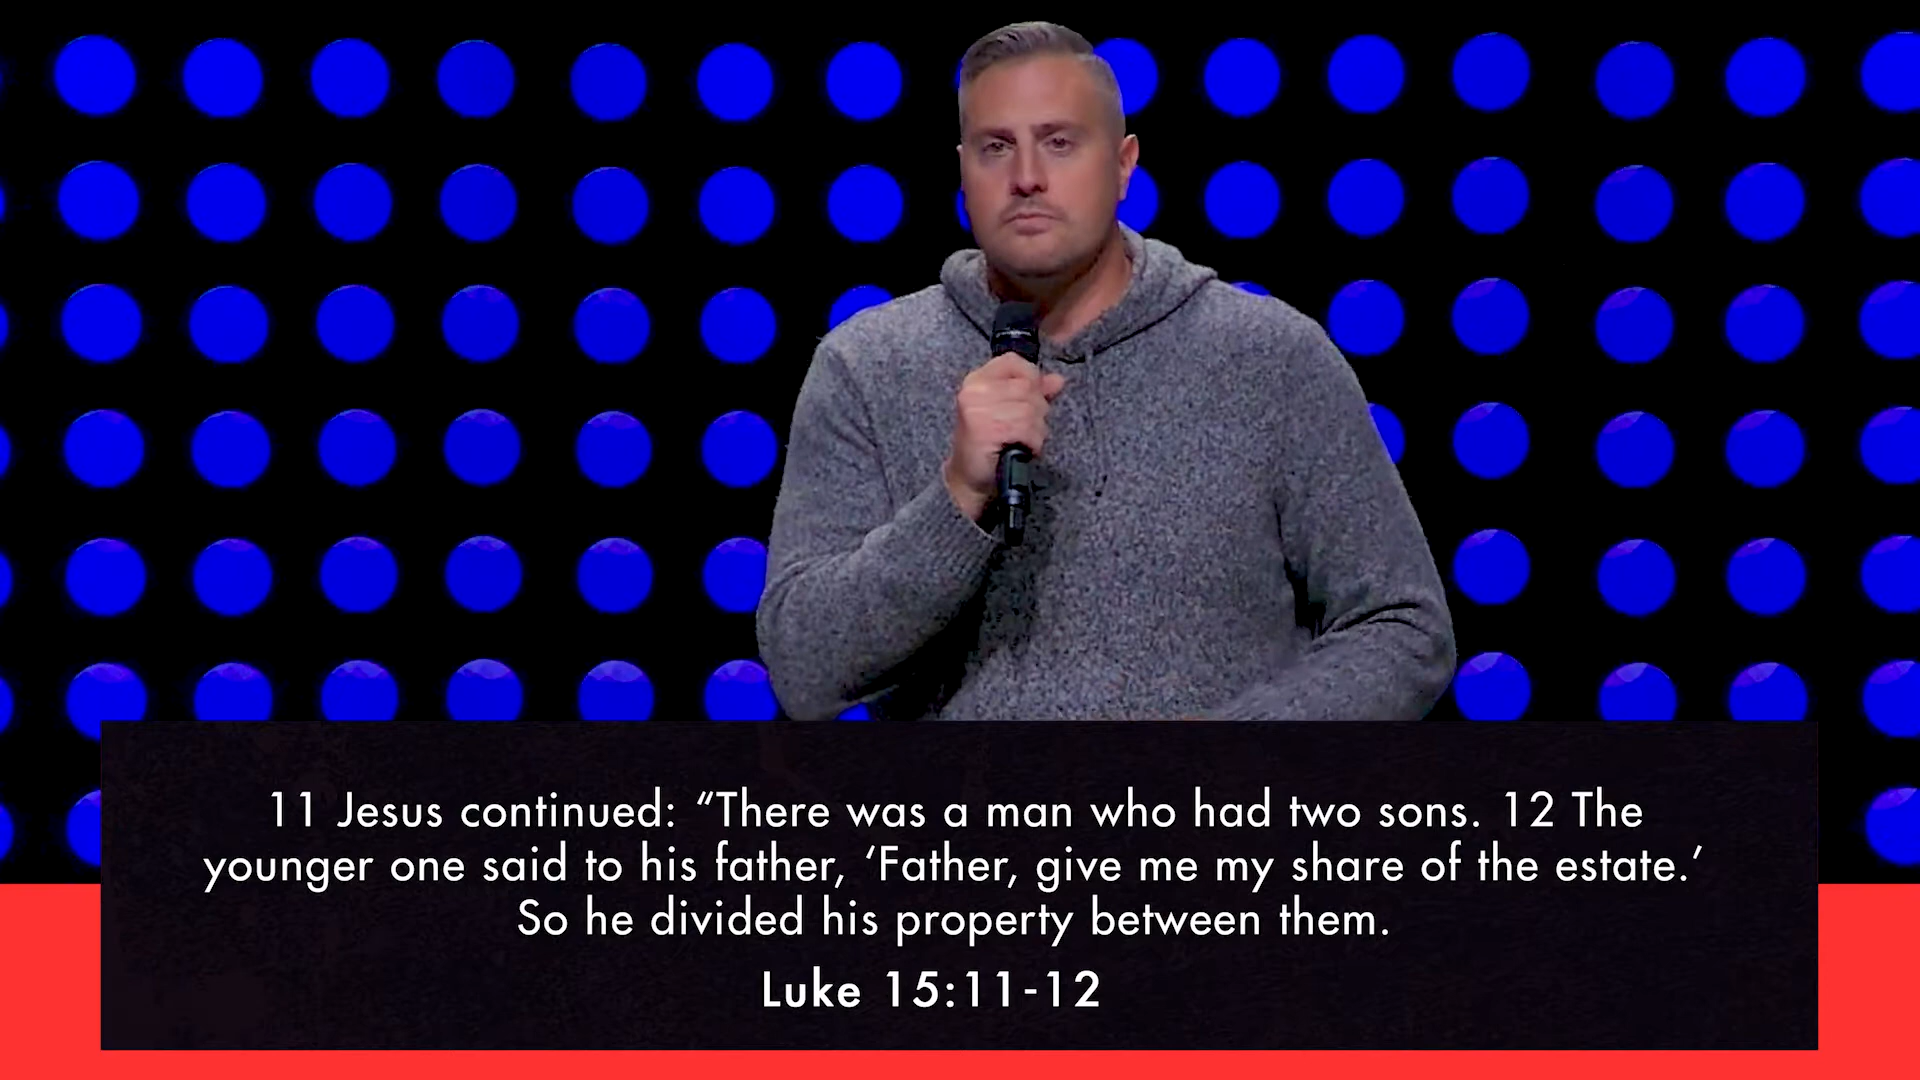 11 Jesus continued: “There was a man who had two sons. 12 The
younger one said to his father, ‘Father, give me my share of the estate.’
So he divided his property between them.
Luke 15:11-12